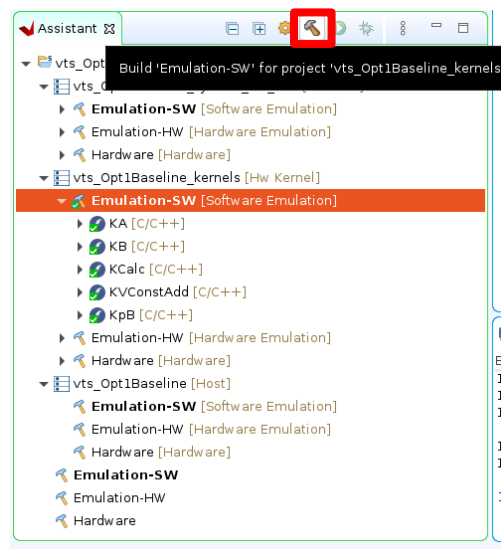 Assistant
vts_Opt
Build 'Emulation-SW' for project 'vts_Opt1Baseline_kernels
Emulation-SW [Software Emulation]
Emulation-HW [Hardware Emulation]
Hardware [Hardware]
vts_Opt1Baseline_kernels [Hw Kernel]
Emulation-SW [Software Emulation]
KA [C/C++]
KB [C/C++]
KCalc [C/C++]
KVConstAdd [C/C++]
KpB [C/C++]
Emulation-HW [Hardware Emulation]
Hardware [Hardware]
vts_Opt1Baseline [Host]
Emulation-SW [Software Emulation]
Emulation-HW [Hardware Emulation]
Hardware [Hardware]
Emulation-SW
Emulation-HW
Hardware